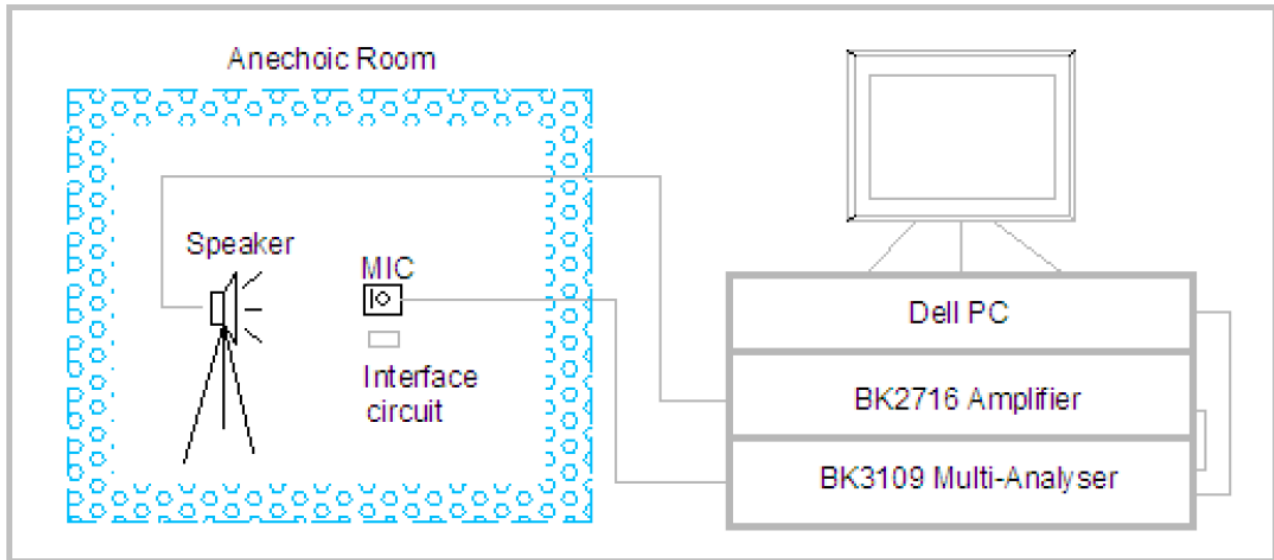 Anechoic Room
Speaker
MIC
Interface
circuit
Dell PC
BK2716 Amplifier
BK3109 Multi-Analyser